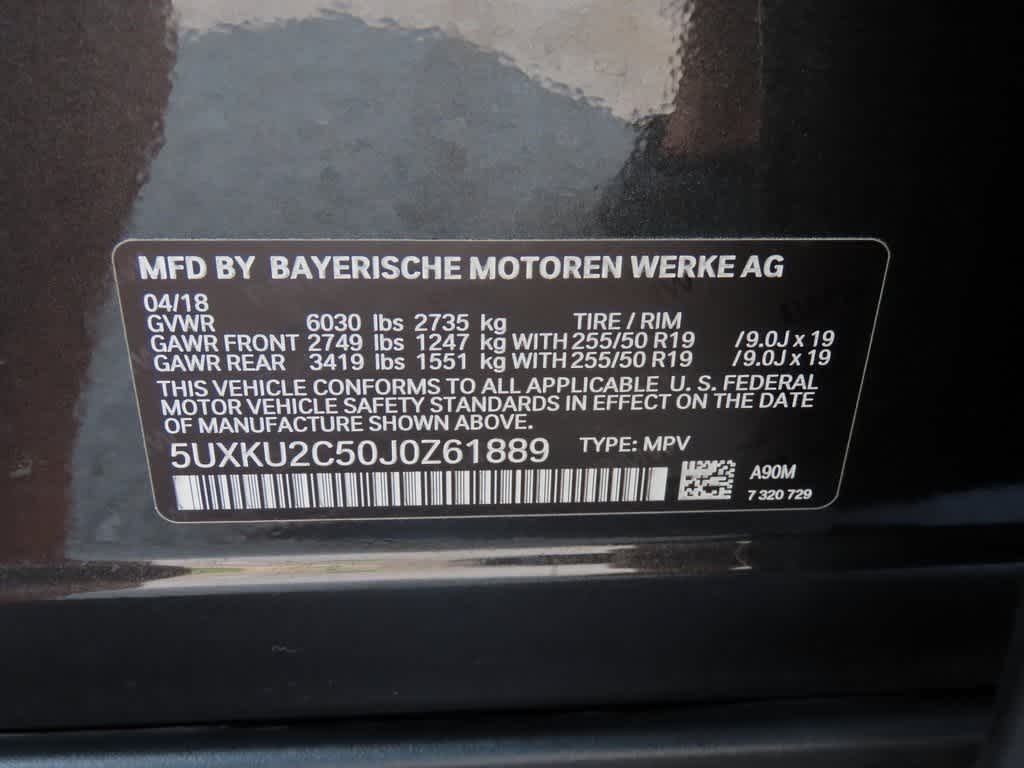 MFD BY BAYERISCHE MOTOREN WERKE AG
04/18
GVWR 6030 lbs 2735 kg TIRE / RIM
GAWR FRONT 2749 lbs 1247 kg WITH 255/50 R19 / 9.0J x 19
GAWR REAR 3419 lbs 1551 kg WITH 255/50 R19 / 9.0J x 19
THIS VEHICLE CONFORMS TO ALL APPLICABLE U. S. FEDERAL
MOTOR VEHICLE SAFETY STANDARDS IN EFFECT ON THE DATE
OF MANUFACTURE SHOWN ABOVE.
5UXKU2C50J0Z61889 TYPE: MPV
A90M
7 320 729